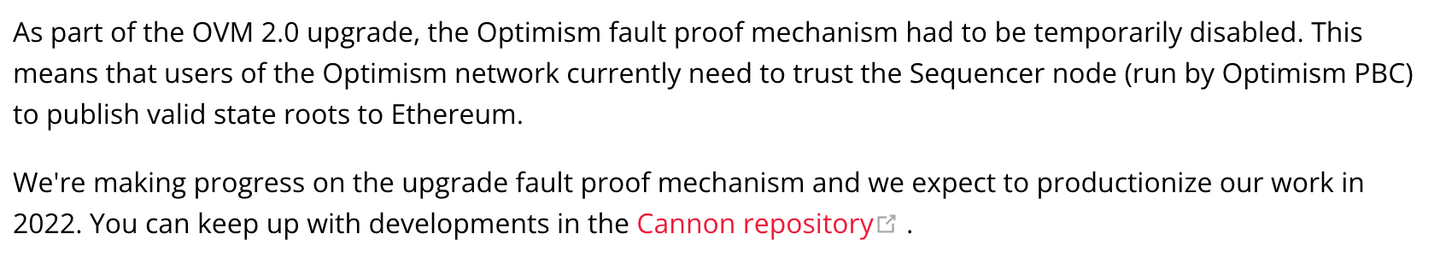 As part of the OVM 2.0 upgrade, the Optimism fault proof mechanism had to be temporarily disabled. This
means that users of the Optimism network currently need to trust the Sequencer node (run by Optimism PBC)
to publish valid state roots to Ethereum.
We're making progress on the upgrade fault proof mechanism and we expect to productionize our work in
2022. You can keep up with developments in the Cannon repository .